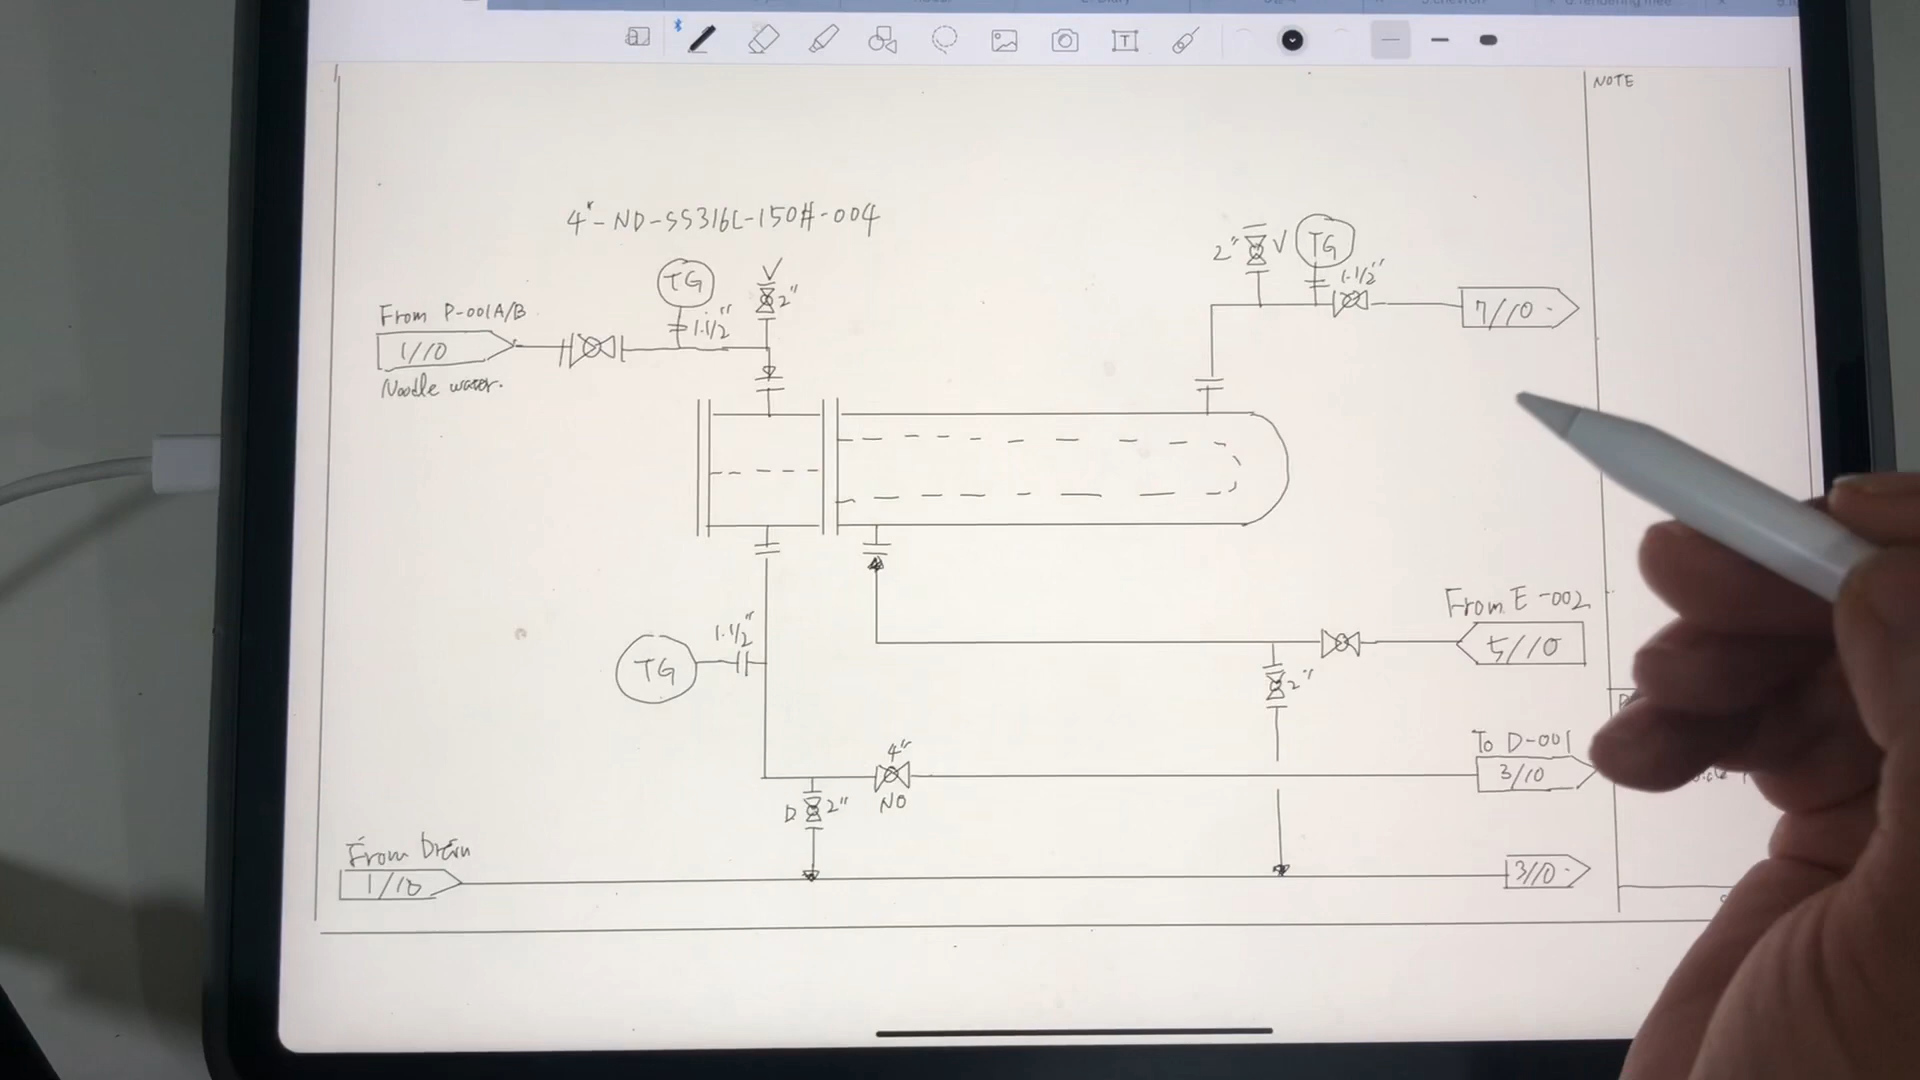 NOTE
4"-ND-SS316L-150#-004
2"
V
TG
1.1/2"
7/10
TG
V
2"
1.1/2"
From P-001A/B
1/10
Noodle water.
From E-002
5/10
1.1/2"
TG
2"
To D-001
3/10
4"
NO
D
2"
From Drain
1/10
3/10